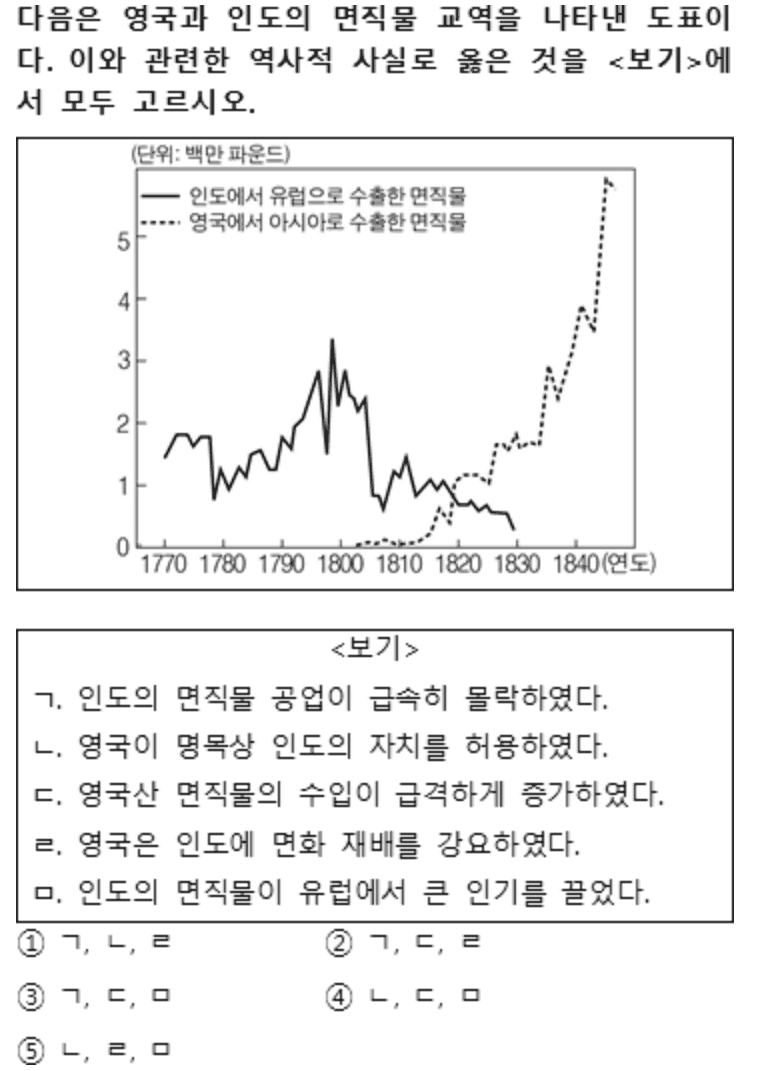 다음은 영국과 인도의 면직물 교역을 나타낸 도표이
다. 이와 관련한 역사적 사실로 옳은 것을 <보기>에
서 모두 고르시오.
(단위: 백만 파운드)
인도에서 유럽으로 수출한 면직물
영국에서 아시아로 수출한 면직물
5
4
3
2
1
0
1770 1780 1790 1800 1810 1820 1830 1840(연도)
<보기>
ㄱ. 인도의 면직물 공업이 급속히 몰락하였다.
ㄴ. 영국이 명목상 인도의 자치를 허용하였다.
ㄷ. 영국산 면직물의 수입이 급격하게 증가하였다.
ㄹ. 영국은 인도에 면화 재배를 강요하였다.
ㅁ. 인도의 면직물이 유럽에서 큰 인기를 끌었다.
① ㄱ, ㄴ, ㄹ ② ㄱ, ㄷ, ㄹ
③ ㄱ, ㄷ, ㅁ ④ ㄴ, ㄷ, ㅁ
⑤ ㄴ, ㄹ, ㅁ